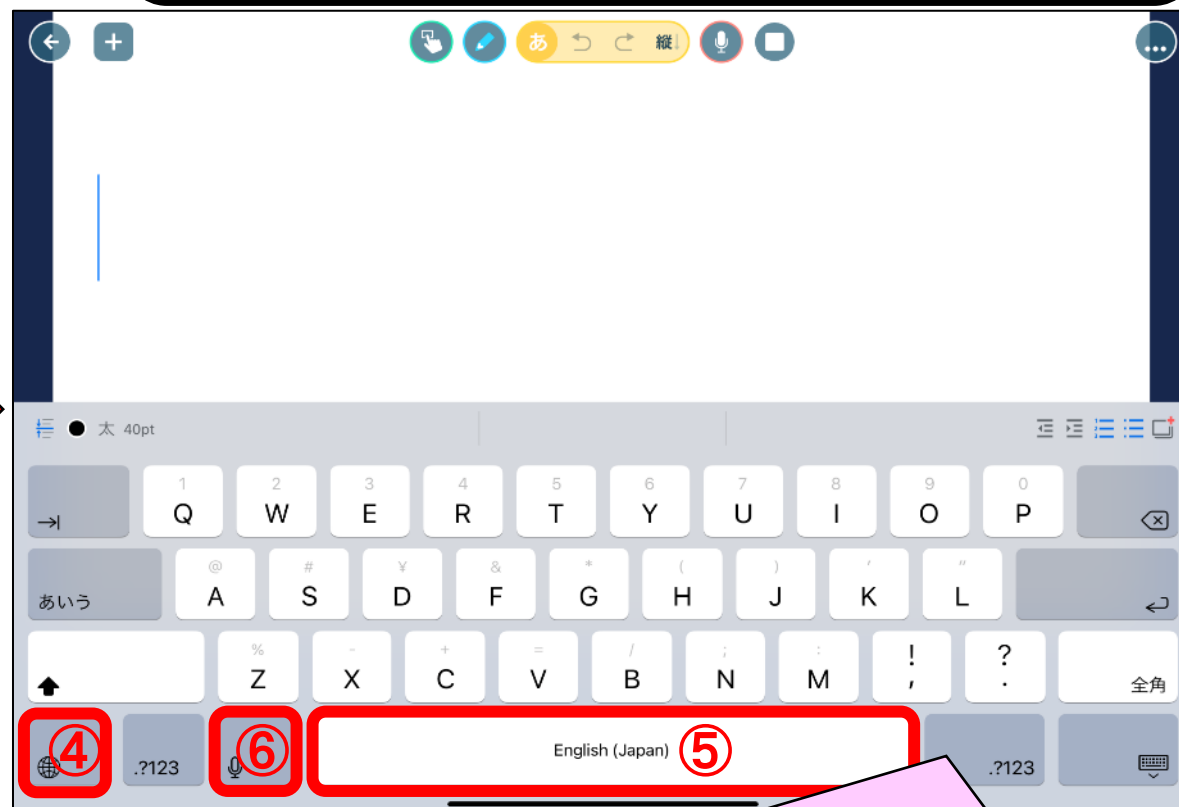 あ 縦
太 40pt
1 2 3 4 5 6 7 8 9 0
Q W E R T Y U I O P
@ # ¥ & * ( ) ' "
あいう A S D F G H J K L
% - + = / ; : ! ?
Z X C V B N M , . 全角
④ .?123 ⑥ English (Japan) ⑤ .?123